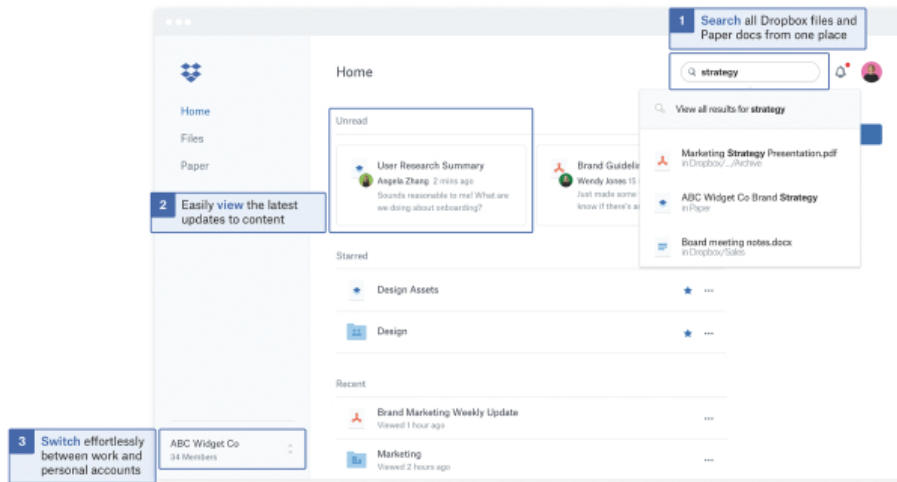 1 Search all Dropbox files and
Paper docs from one place
Home
strategy
Home
Files
Paper
View all results for strategy
Unread
User Research Summary
Angela Zhang 2 mins ago
Sounds reasonable to me! What are
we doing about onboarding?
Brand Guideline
Wendy Jones 15
Just made some
know if there's a
Marketing Strategy Presentation.pdf
in Dropbox/.../Archive
ABC Widget Co Brand Strategy
in Paper
Board meeting notes.docx
in Dropbox/Sales
2 Easily view the latest
updates to content
Starred
Design Assets
Design
Recent
Brand Marketing Weekly Update
Viewed 1 hour ago
Marketing
Viewed 2 hours ago
3 Switch effortlessly
between work and
personal accounts
ABC Widget Co
34 Members